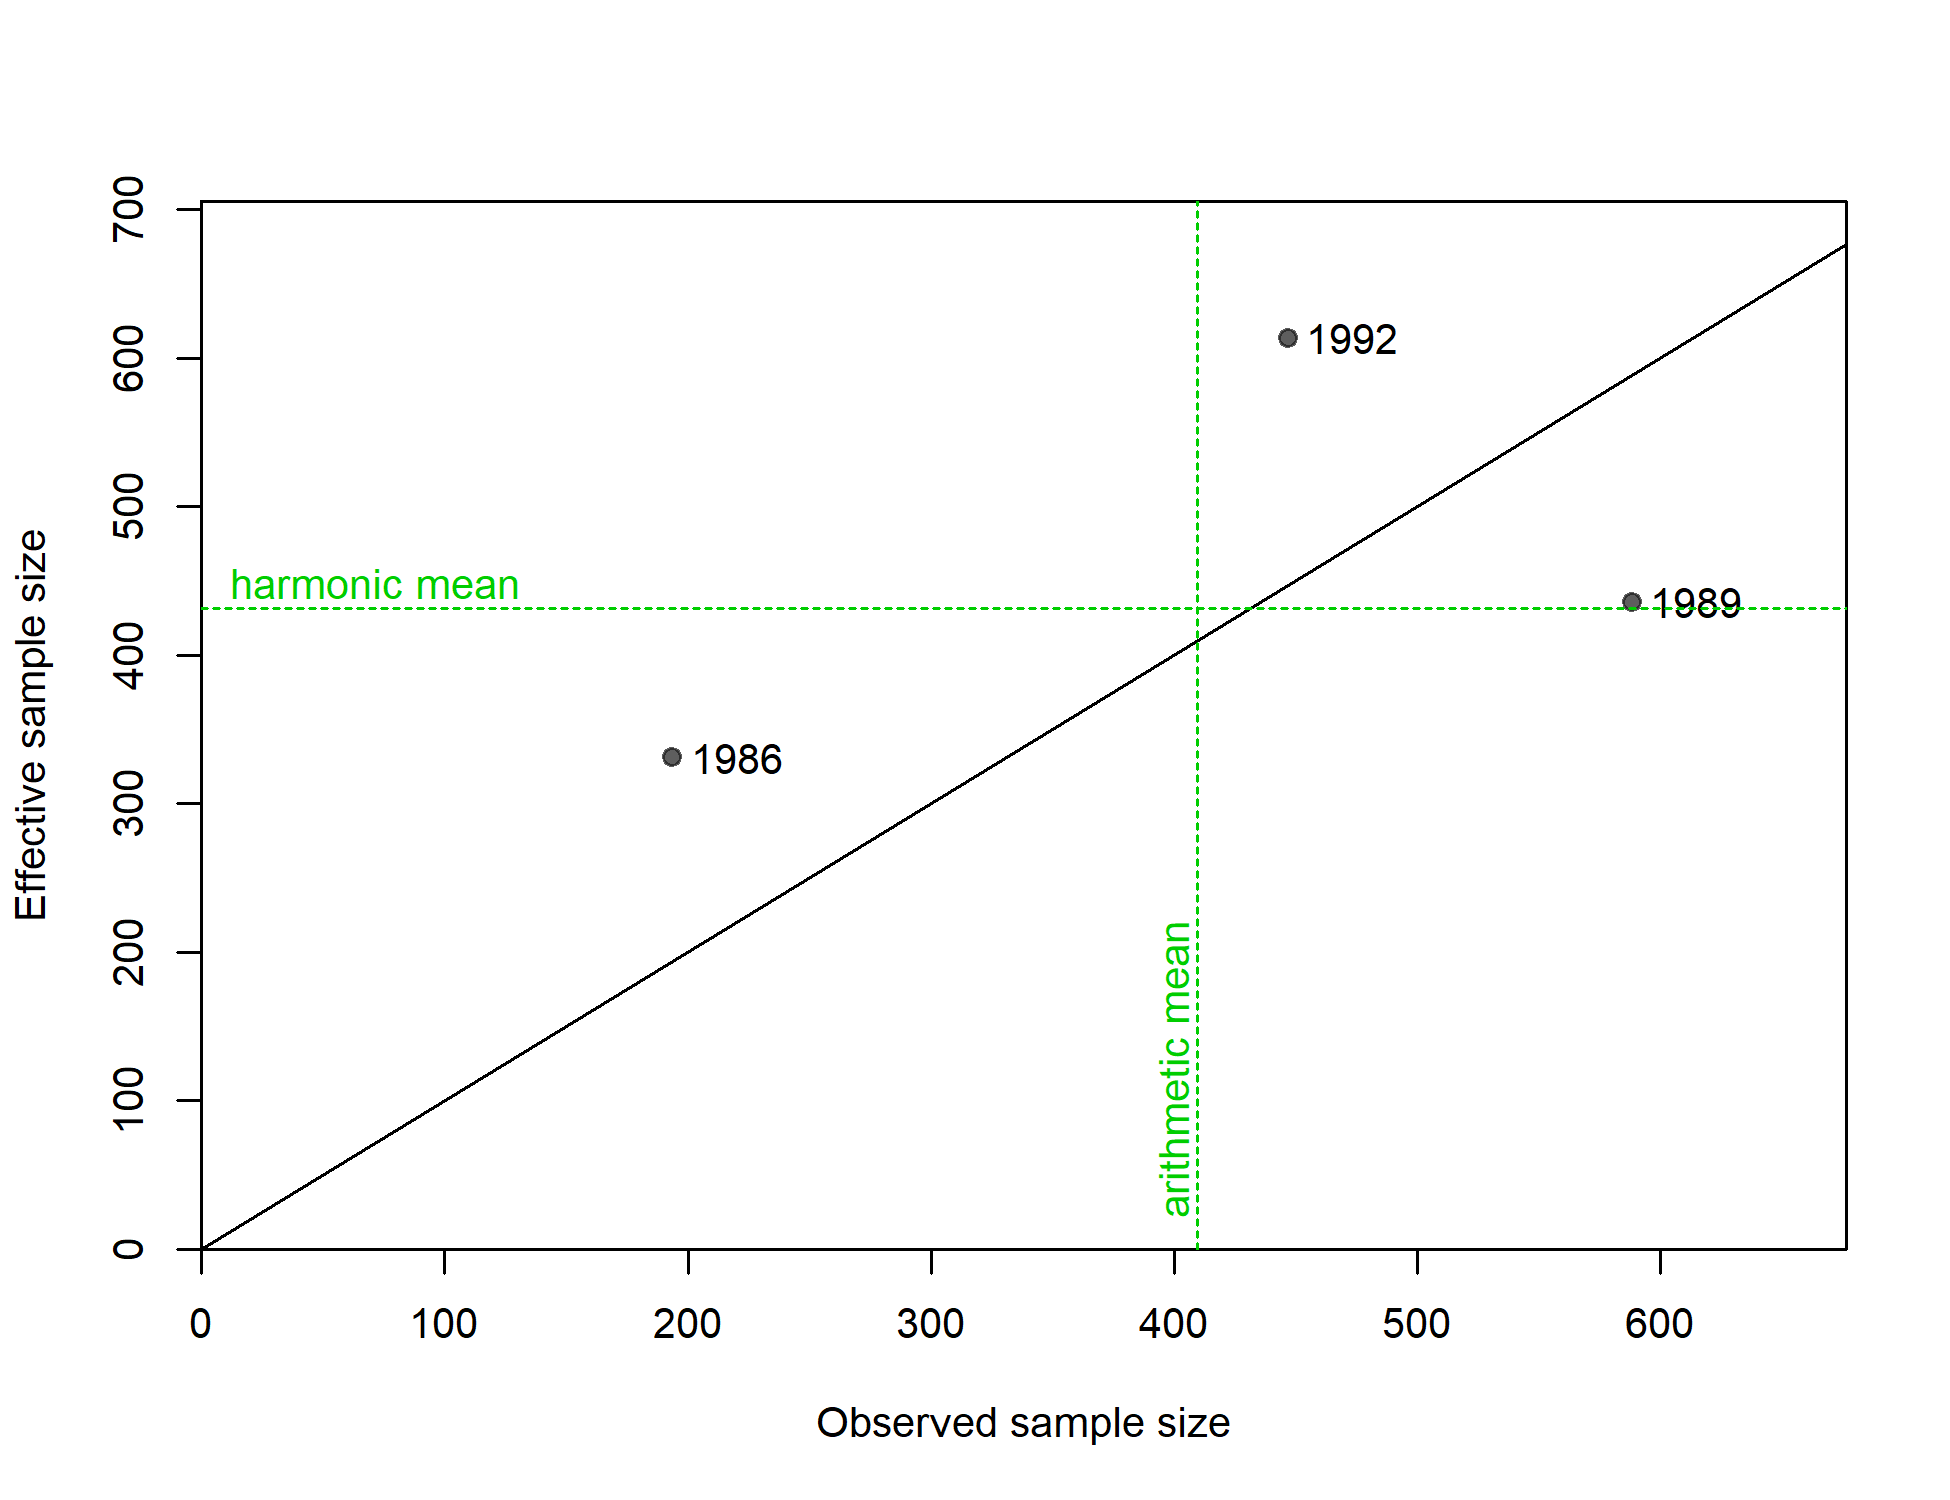 700
600
500
400
300
200
100
0
Effective sample size
1992
harmonic mean
1989
1986
arithmetic mean
0 100 200 300 400 500 600
Observed sample size